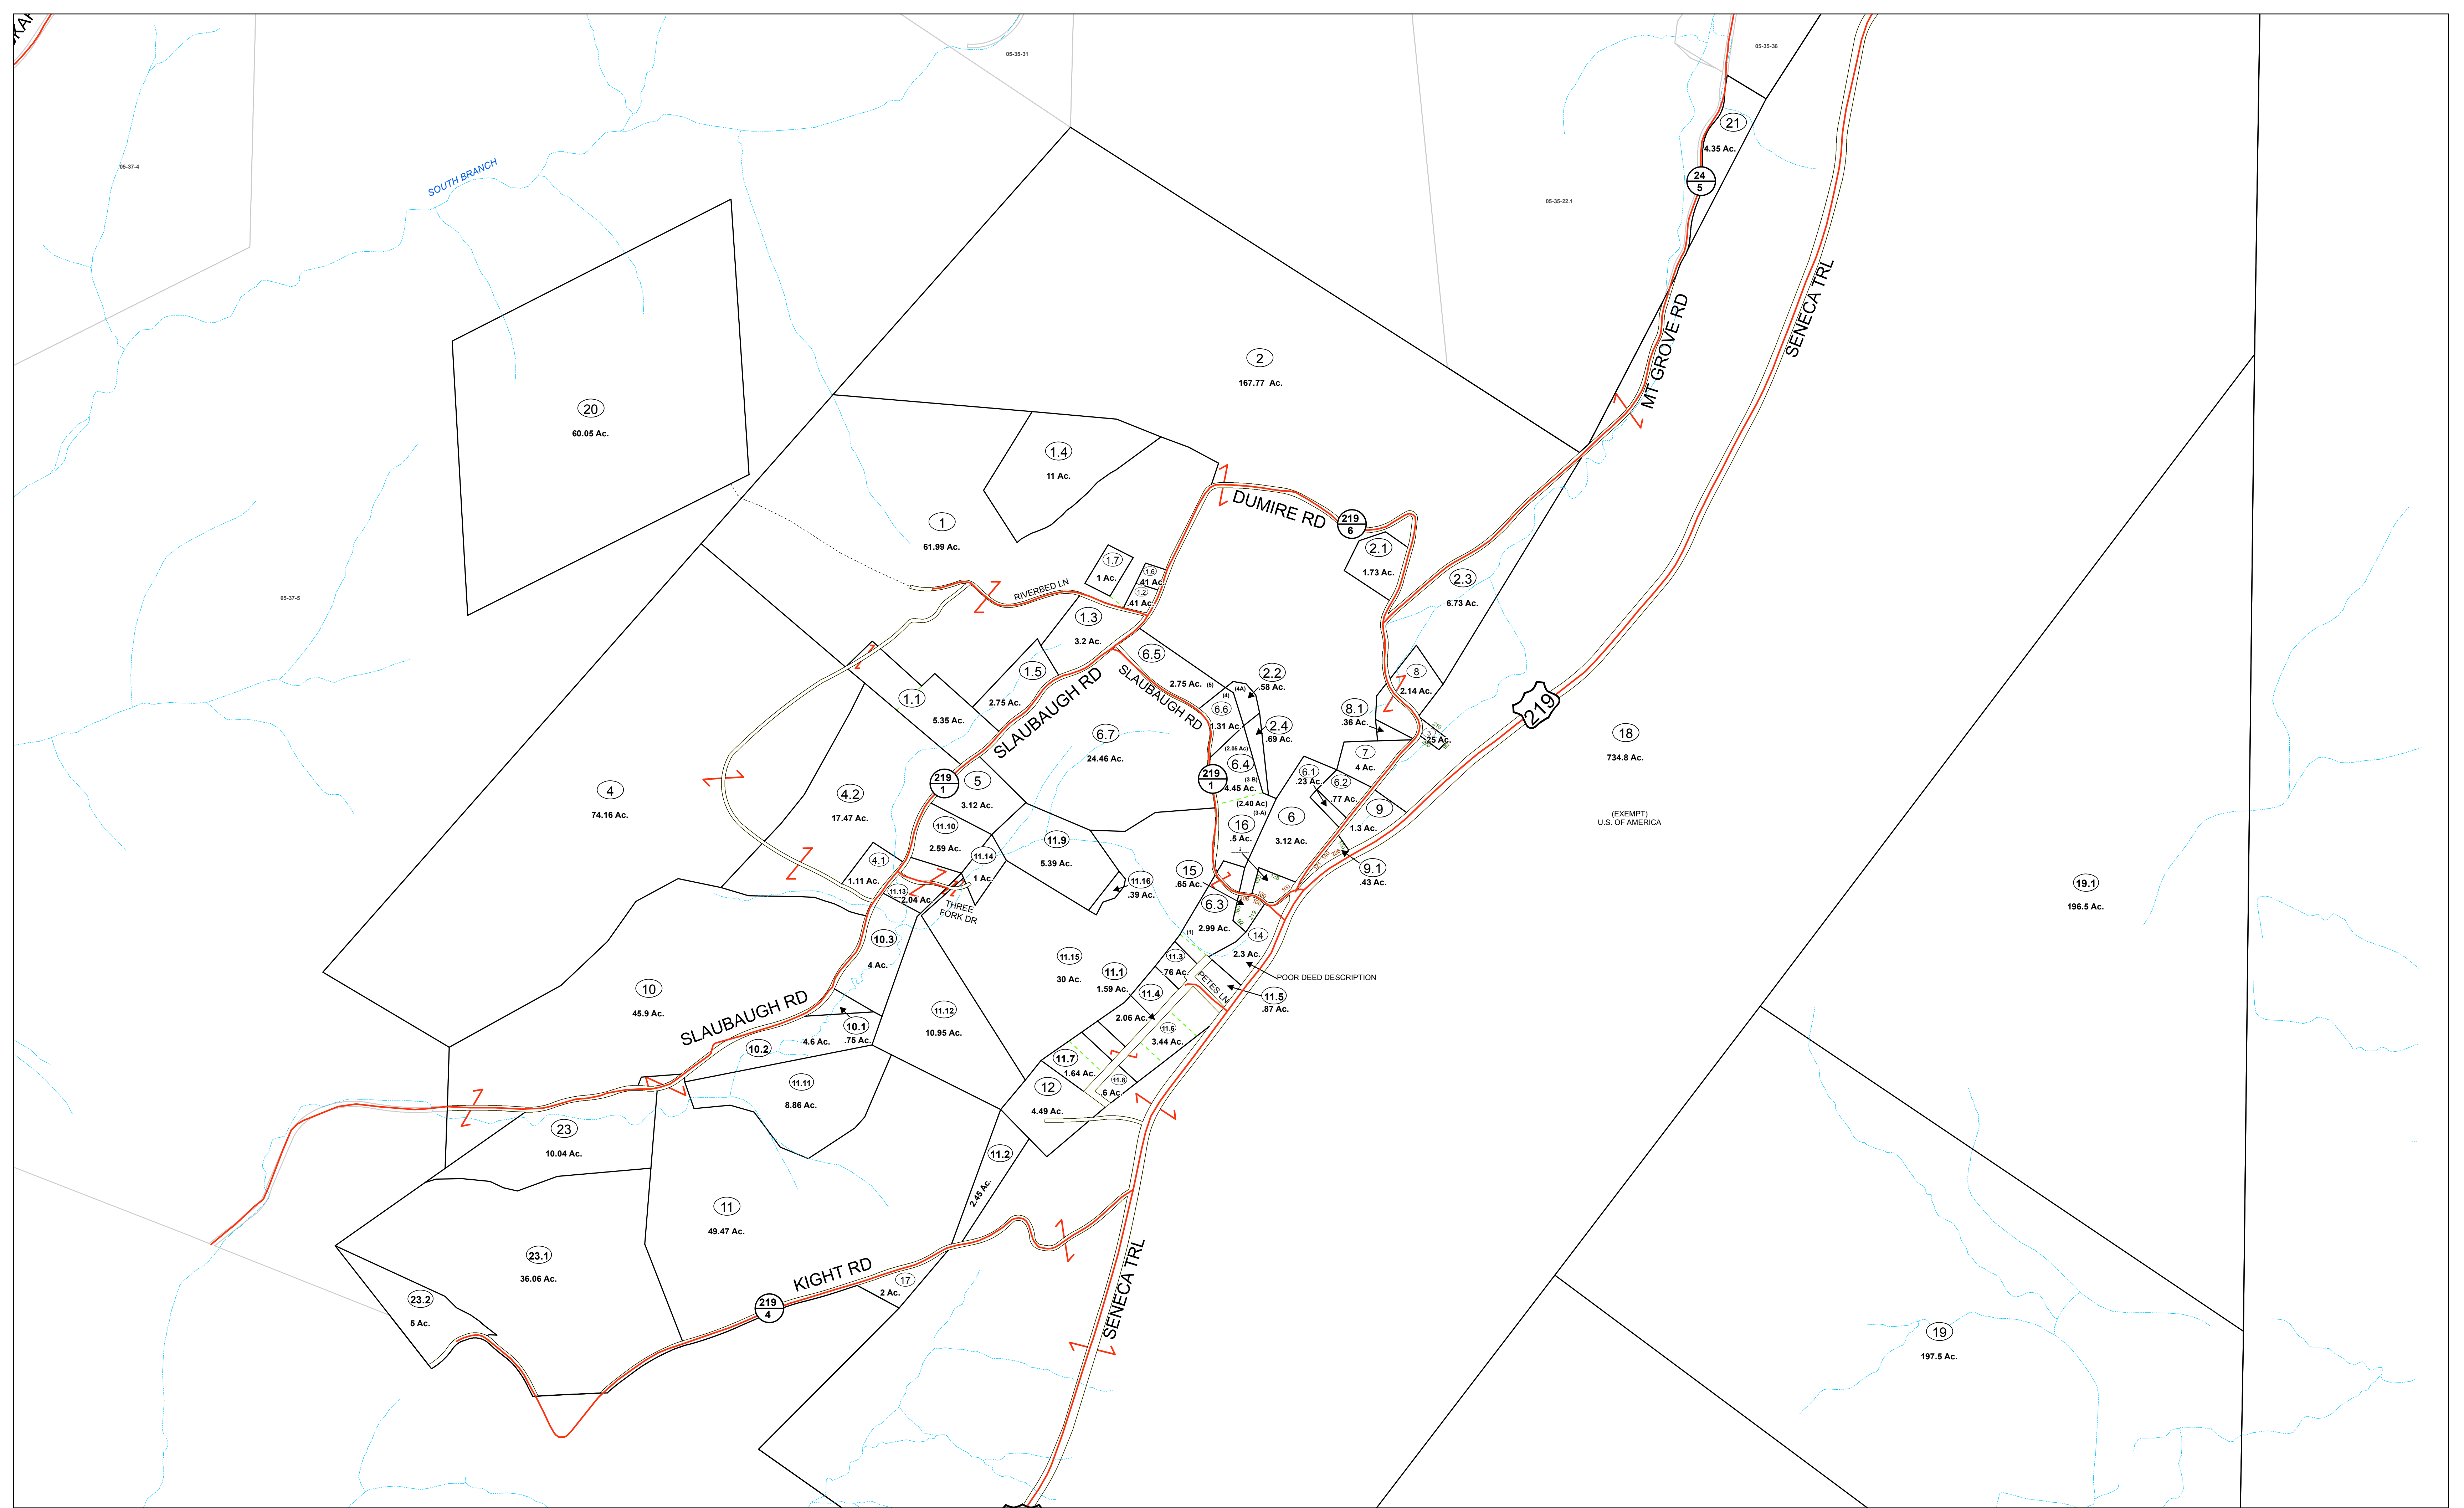 05-35-31
05-35-36
21
4.35 Ac.
05-37-4
SOUTH BRANCH
24
5
05-35-22.1
SENECA TRL
MT GROVE RD
2
167.77 Ac.
20
60.05 Ac.
1.4
11 Ac.
1
61.99 Ac.
DUMIRE RD
219
6
2.1
1.73 Ac.
1.7
1 Ac.
1.6
.41 Ac.
1.2
.41 Ac.
RIVERBED LN
2.3
6.73 Ac.
05-37-5
1.3
3.2 Ac.
6.5
2.75 Ac.
(5)
(4)
(4A)
2.2
.58 Ac.
1.5
2.75 Ac.
SLAUBAUGH RD
SLAUBAUGH RD
8
2.14 Ac.
1.1
5.35 Ac.
6.6
1.31 Ac.
8.1
.36 Ac.
210
.25 Ac.
219
2.4
.69 Ac.
6.7
24.46 Ac.
(2.05 Ac)
6.4
(3-B)
4.45 Ac.
7
4 Ac.
18
734.8 Ac.
(EXEMPT)
U.S. OF AMERICA
219
1
219
1
5
3.12 Ac.
6.1
.23 Ac.
6.2
.77 Ac.
4
74.16 Ac.
4.2
17.47 Ac.
(2.40 Ac)
(3-A)
6
3.12 Ac.
9
1.3 Ac.
11.10
2.59 Ac.
16
.5 Ac.
11.9
5.39 Ac.
4.1
1.11 Ac.
11.14
1 Ac.
9.1
.43 Ac.
15
.65 Ac.
11.16
.39 Ac.
11.13
2.04 Ac.
THREE
FORK DR
19.1
196.5 Ac.
6.3
2.99 Ac.
(1)
219
14
2.3 Ac.
10.3
4 Ac.
11.15
30 Ac.
11.3
.76 Ac.
11.1
1.59 Ac.
POOR DEED DESCRIPTION
PETES LN
11.5
.87 Ac.
11.4
2.06 Ac.
10
45.9 Ac.
SLAUBAUGH RD
11.12
10.95 Ac.
10.1
.75 Ac.
10.2
4.6 Ac.
11.6
3.44 Ac.
11.7
1.64 Ac.
11.11
8.86 Ac.
12
4.49 Ac.
11.8
.6 Ac.
23
10.04 Ac.
11.2
2.45 Ac.
11
49.47 Ac.
23.1
36.06 Ac.
KIGHT RD
17
2 Ac.
SENECA TRL
23.2
5 Ac.
219
4
19
197.5 Ac.